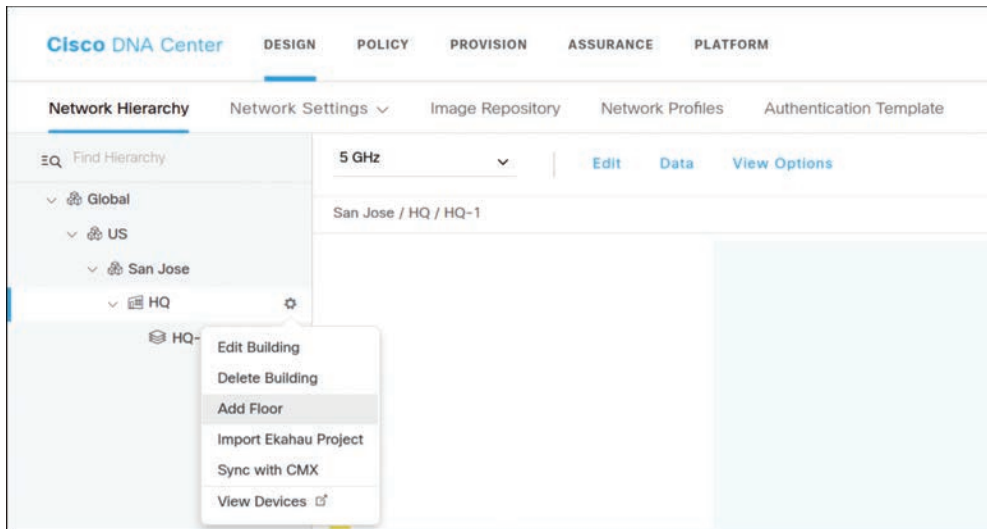 Cisco DNA Center DESIGN POLICY PROVISION ASSURANCE PLATFORM
Network Hierarchy Network Settings Image Repository Network Profiles Authentication Template
Find Hierarchy
5 GHz Edit Data View Options
Global
San Jose / HQ / HQ-1
US
San Jose
HQ
HQ-
Edit Building
Delete Building
Add Floor
Import Ekahau Project
Sync with CMX
View Devices